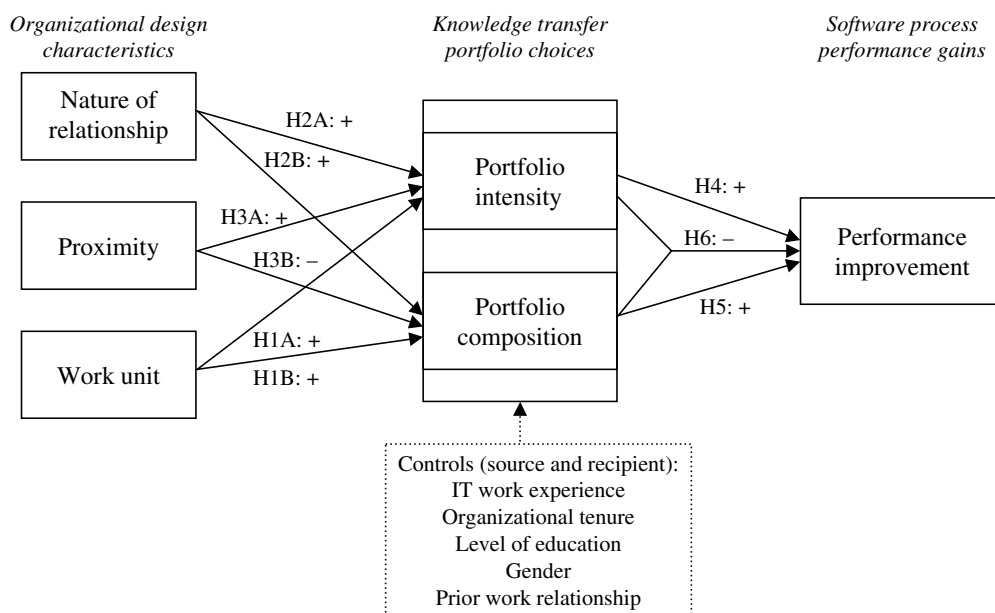 Organizational design
characteristics
Knowledge transfer
portfolio choices
Software process
performance gains
Nature of
relationship
Proximity
Work unit
H2A: +
H2B: +
H3A: +
H3B: –
H1A: +
H1B: +
Portfolio
intensity
Portfolio
composition
H4: +
H6: –
H5: +
Performance
improvement
Controls (source and recipient):
IT work experience
Organizational tenure
Level of education
Gender
Prior work relationship